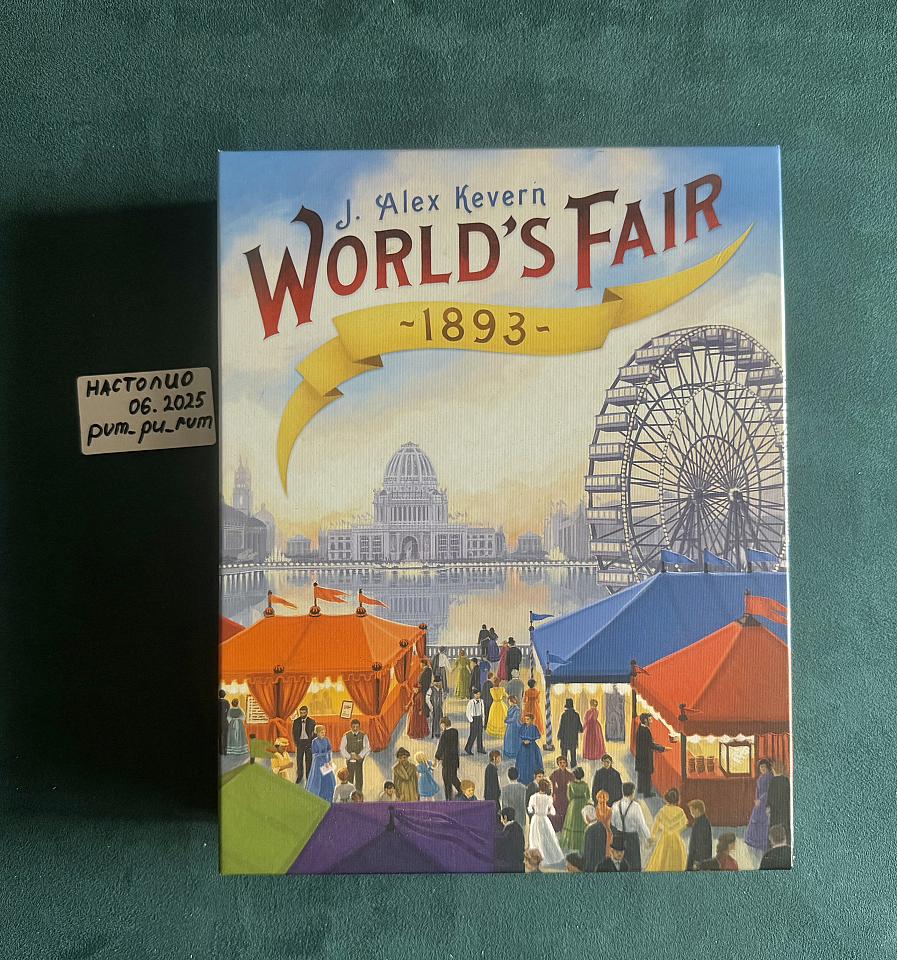 J. Alex Kevern
WORLD'S FAIR
~1893~
НАСТОЛИО
06.2025
pum_pu_rum